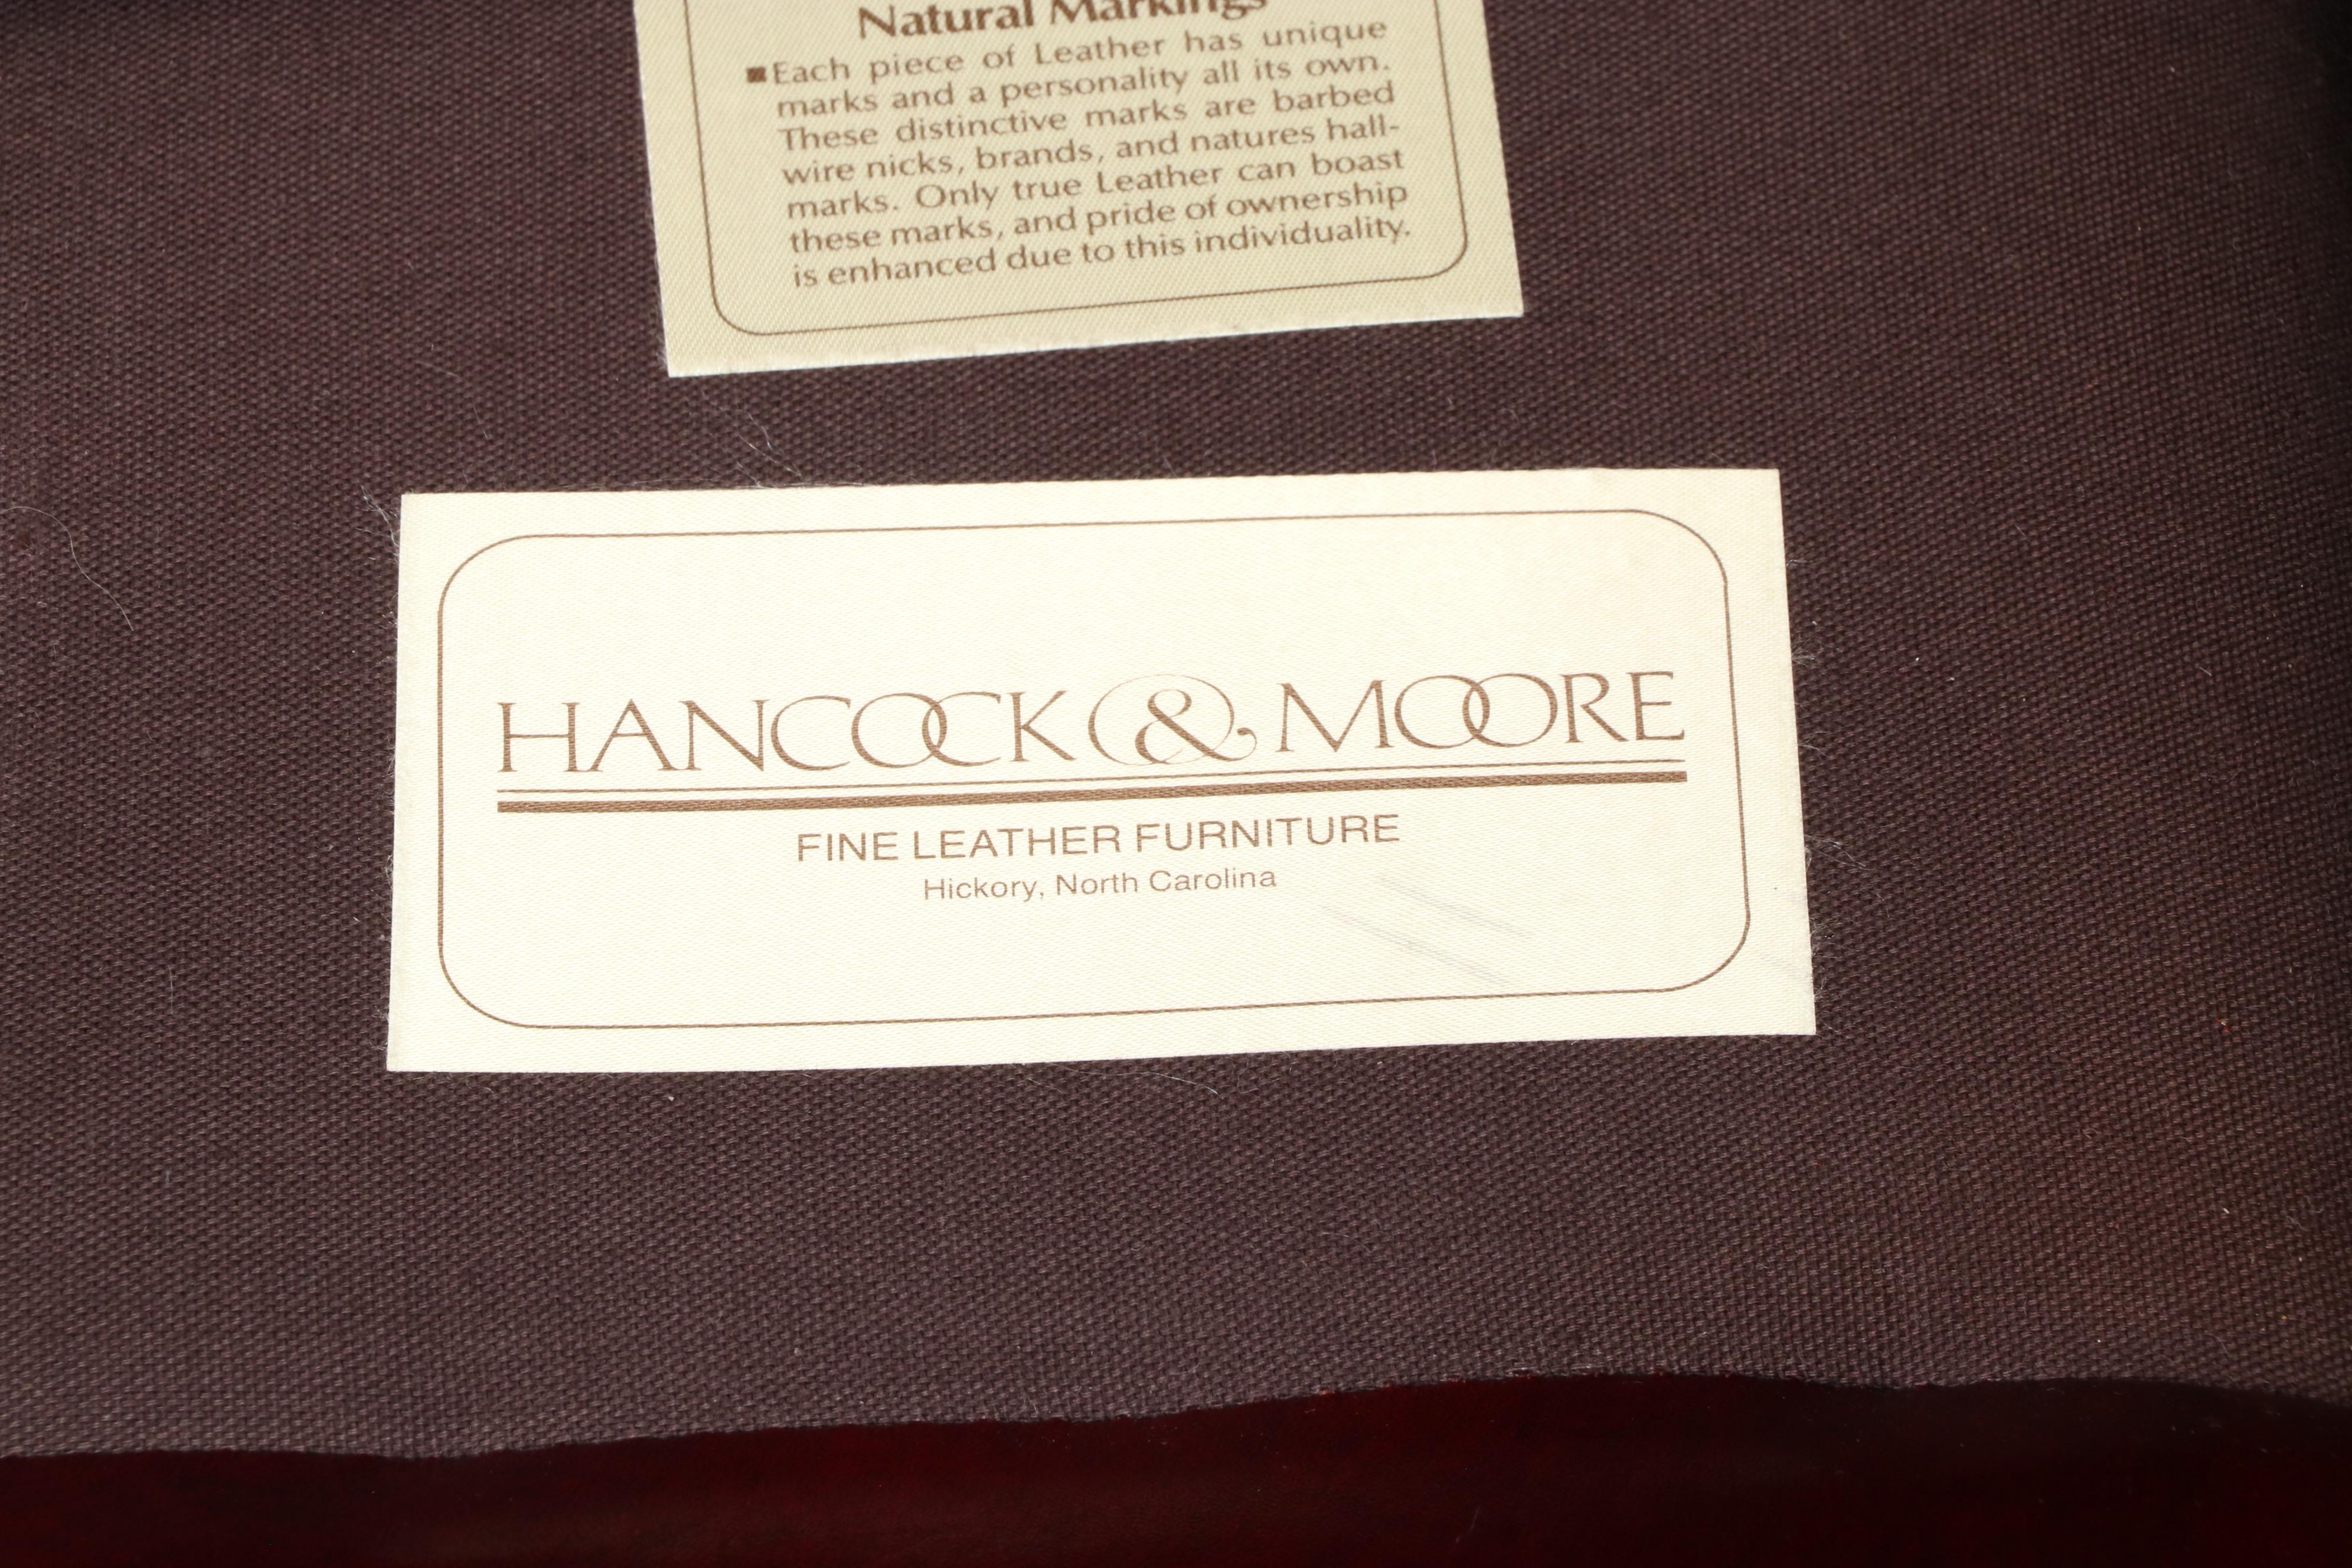 Natural Markings
■Each piece of Leather has unique
marks and a personality all its own.
These distinctive marks are barbed
wire nicks, brands, and natures hall-
marks. Only true Leather can boast
these marks, and pride of ownership
is enhanced due to this individuality.
HANCOCK & MOORE
FINE LEATHER FURNITURE
Hickory, North Carolina